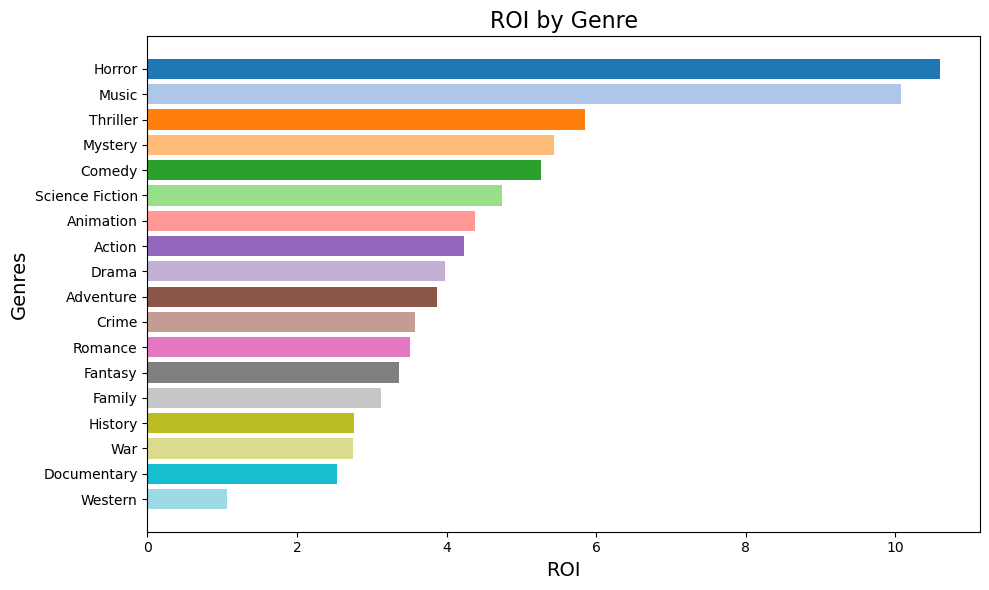 ROI by Genre
Genres
Horror
Music
Thriller
Mystery
Comedy
Science Fiction
Animation
Action
Drama
Adventure
Crime
Romance
Fantasy
Family
History
War
Documentary
Western
0 2 4 6 8 10
ROI